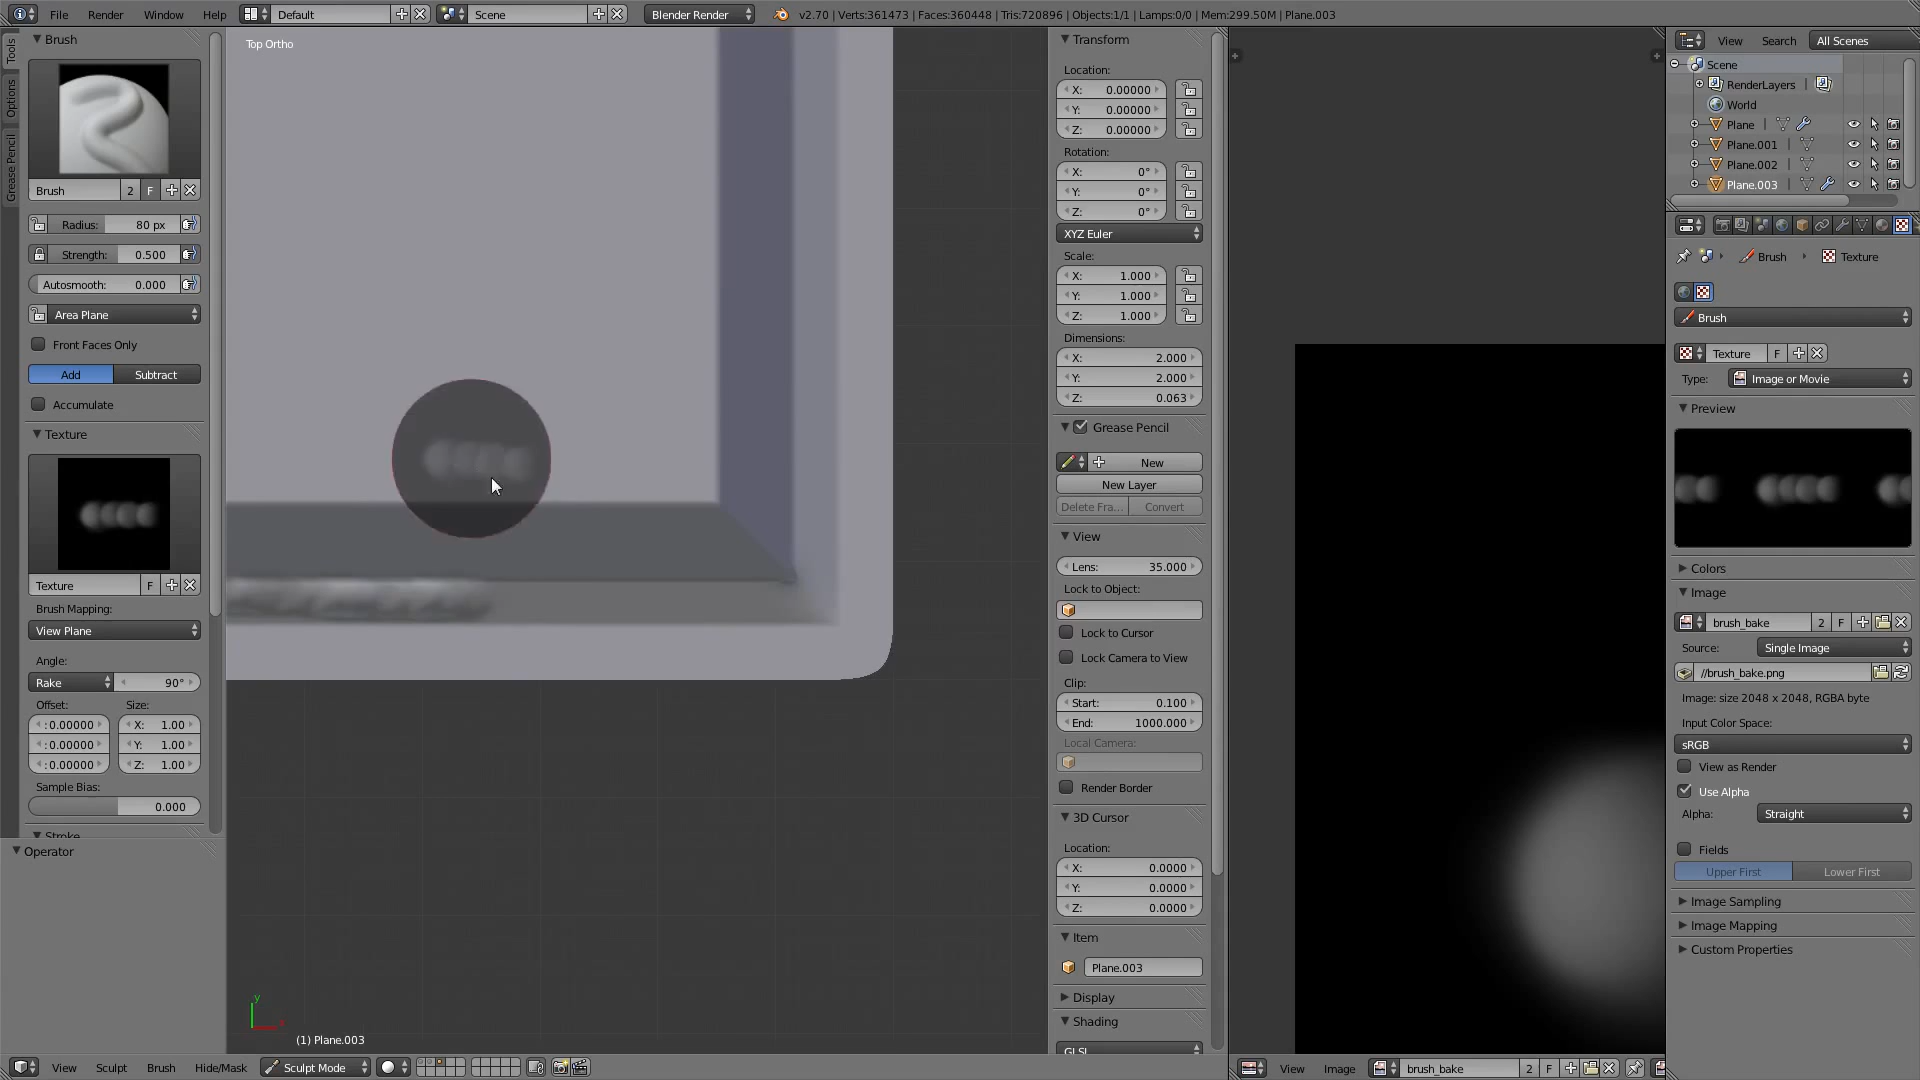 File
Render
Window
Help
Default
Scene
Blender Render
v2.70 | Verts:361473 | Faces:360448 | Tris:720896 | Objects:1/1 | Lamps:0/0 | Mem:299.50M | Plane.003
Tools
Options
Grease Pencil
Brush
Brush
2
F
Radius: 80 px
Strength: 0.500
Autosmooth: 0.000
Area Plane
Front Faces Only
Add
Subtract
Accumulate
Texture
Texture
F
Brush Mapping:
View Plane
Angle:
Rake
90°
Offset:
Size:
: 0.00000
X: 1.00
: 0.00000
Y: 1.00
: 0.00000
Z: 1.00
Sample Bias:
0.000
Stroke
Operator
Top Ortho
y
x
(1) Plane.003
View
Sculpt
Brush
Hide/Mask
Sculpt Mode
Transform
Location:
X: 0.00000
Y: 0.00000
Z: 0.00000
Rotation:
X: 0°
Y: 0°
Z: 0°
XYZ Euler
Scale:
X: 1.000
Y: 1.000
Z: 1.000
Dimensions:
X: 2.000
Y: 2.000
Z: 0.063
Grease Pencil
New
New Layer
Delete Fra...
Convert
View
Lens: 35.000
Lock to Object:
Lock to Cursor
Lock Camera to View
Clip:
Start: 0.100
End: 1000.000
Local Camera:
Render Border
3D Cursor
Location:
X: 0.0000
Y: 0.0000
Z: 0.0000
Item
Plane.003
Display
Shading
GLSL
View
Image
brush_bake
2
F
View
Search
All Scenes
Scene
RenderLayers
World
Plane
Plane.001
Plane.002
Plane.003
Brush
Texture
Brush
Texture
F
Type:
Image or Movie
Preview
Colors
Image
brush_bake
2
F
Source:
Single Image
//brush_bake.png
Image: size 2048 x 2048, RGBA byte
Input Color Space:
sRGB
View as Render
Use Alpha
Alpha:
Straight
Fields
Upper First
Lower First
Image Sampling
Image Mapping
Custom Properties